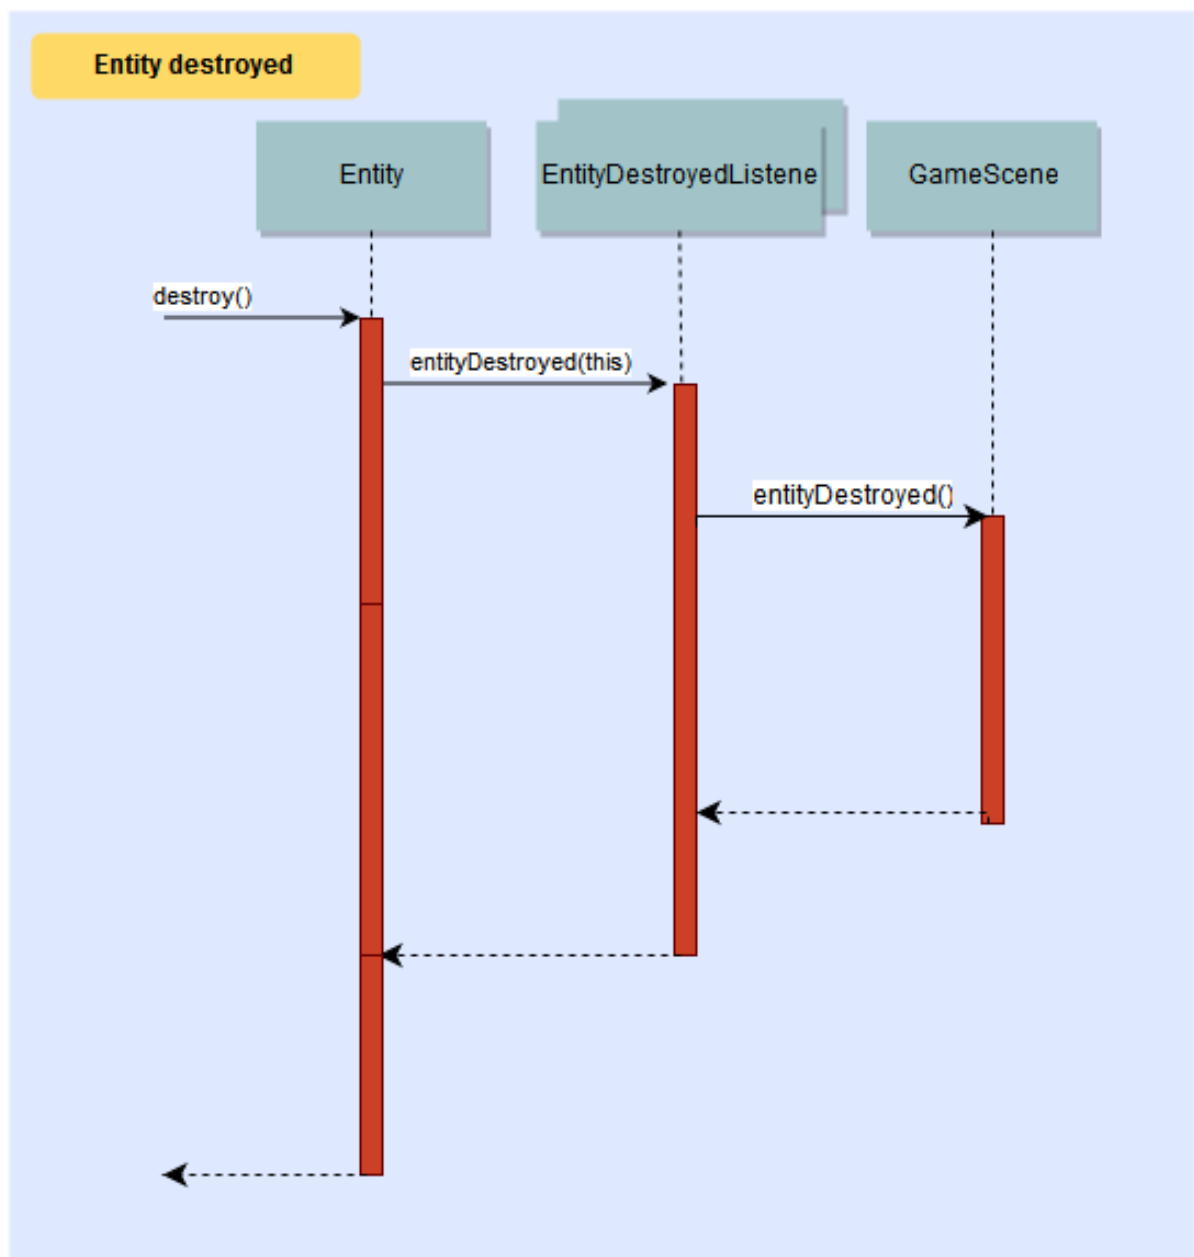 Entity destroyed
Entity
EntityDestroyedListene
GameScene
destroy()
entityDestroyed(this)
entityDestroyed()